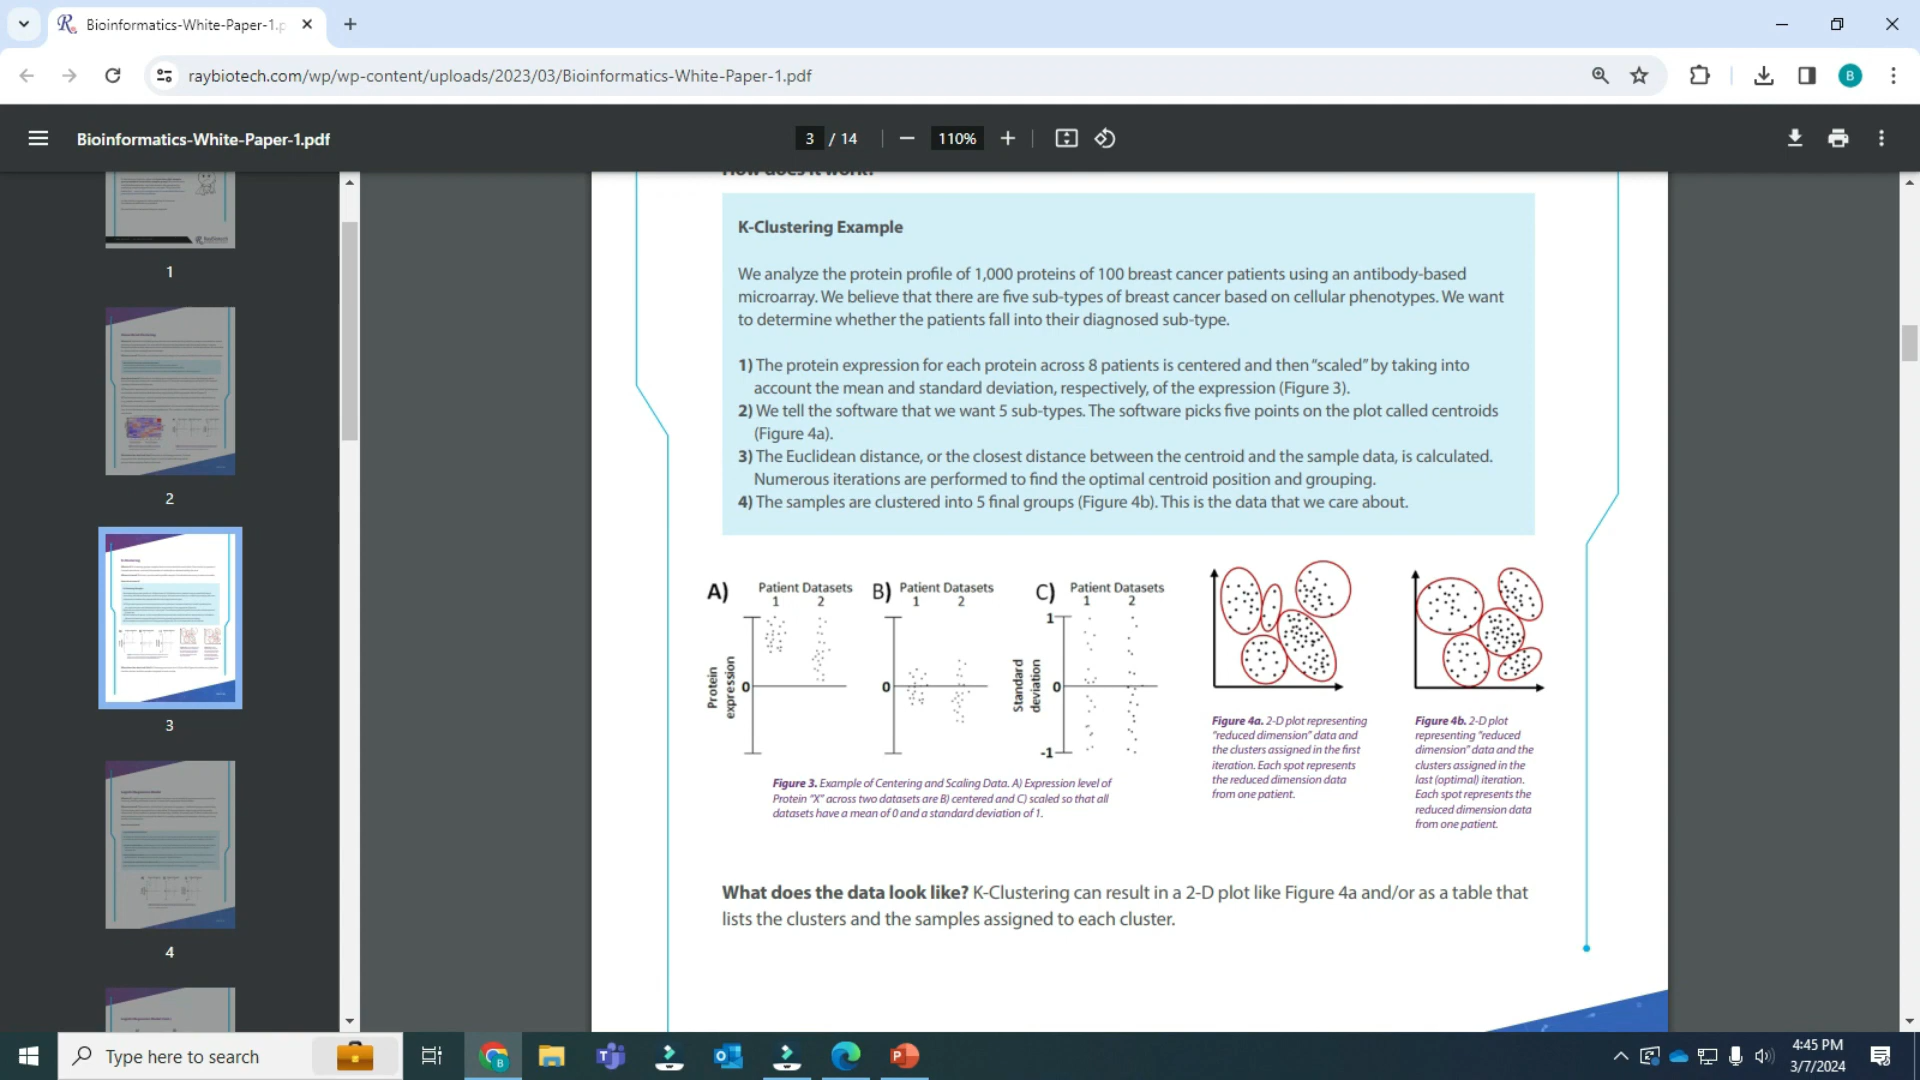 Bioinformatics-White-Paper-1.p
raybiotech.com/wp/wp-content/uploads/2023/03/Bioinformatics-White-Paper-1.pdf
B
Bioinformatics-White-Paper-1.pdf
3 / 14
110%
1
2
3
4
How does it work?
K-Clustering Example
We analyze the protein profile of 1,000 proteins of 100 breast cancer patients using an antibody-based
microarray. We believe that there are five sub-types of breast cancer based on cellular phenotypes. We want
to determine whether the patients fall into their diagnosed sub-type.
1) The protein expression for each protein across 8 patients is centered and then “scaled” by taking into
account the mean and standard deviation, respectively, of the expression (Figure 3).
2) We tell the software that we want 5 sub-types. The software picks five points on the plot called centroids
(Figure 4a).
3) The Euclidean distance, or the closest distance between the centroid and the sample data, is calculated.
Numerous iterations are performed to find the optimal centroid position and grouping.
4) The samples are clustered into 5 final groups (Figure 4b). This is the data that we care about.
A)
Patient Datasets
1 2
Protein
expression
0
B)
Patient Datasets
1 2
0
C)
Patient Datasets
1 2
Standard
deviation
1
0
-1
Figure 3. Example of Centering and Scaling Data. A) Expression level of
Protein “X” across two datasets are B) centered and C) scaled so that all
datasets have a mean of 0 and a standard deviation of 1.
Figure 4a. 2-D plot representing
“reduced dimension” data and
the clusters assigned in the first
iteration. Each spot represents
the reduced dimension data
from one patient.
Figure 4b. 2-D plot
representing “reduced
dimension” data and the
clusters assigned in the
last (optimal) iteration.
Each spot represents the
reduced dimension data
from one patient.
What does the data look like? K-Clustering can result in a 2-D plot like Figure 4a and/or as a table that
lists the clusters and the samples assigned to each cluster.
Type here to search
4:45 PM
3/7/2024